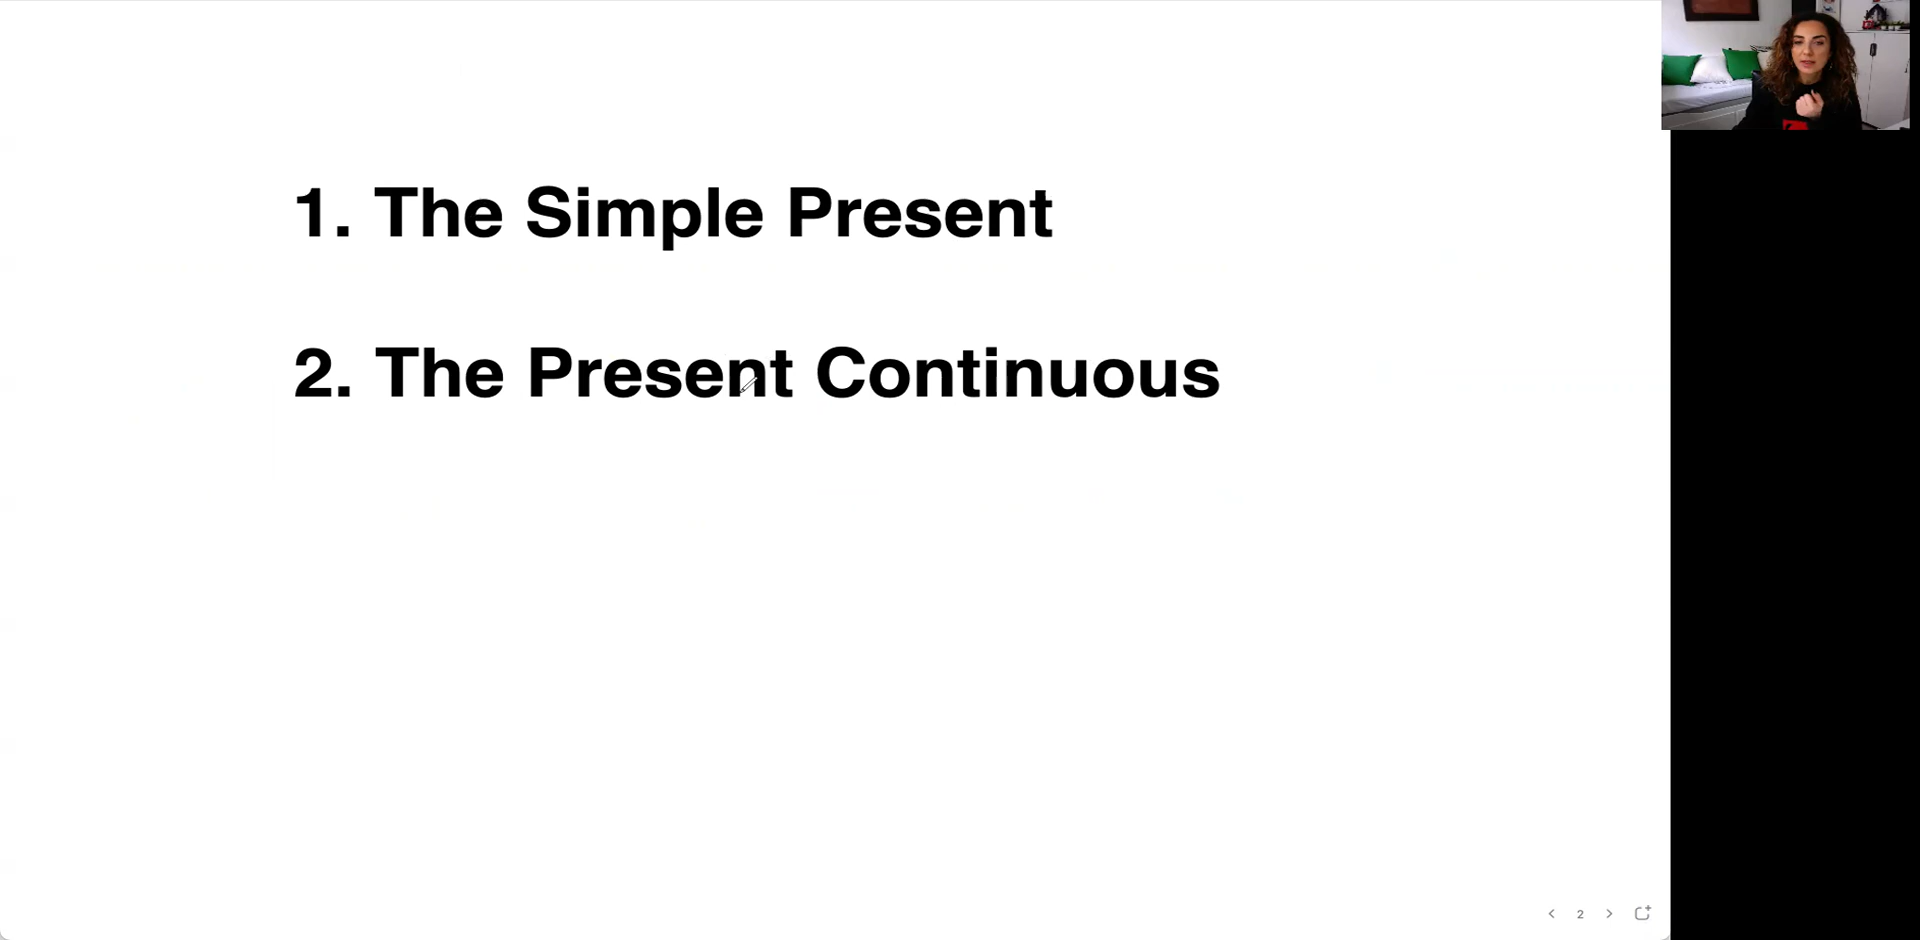 1. The Simple Present
2. The Present Continuous
2